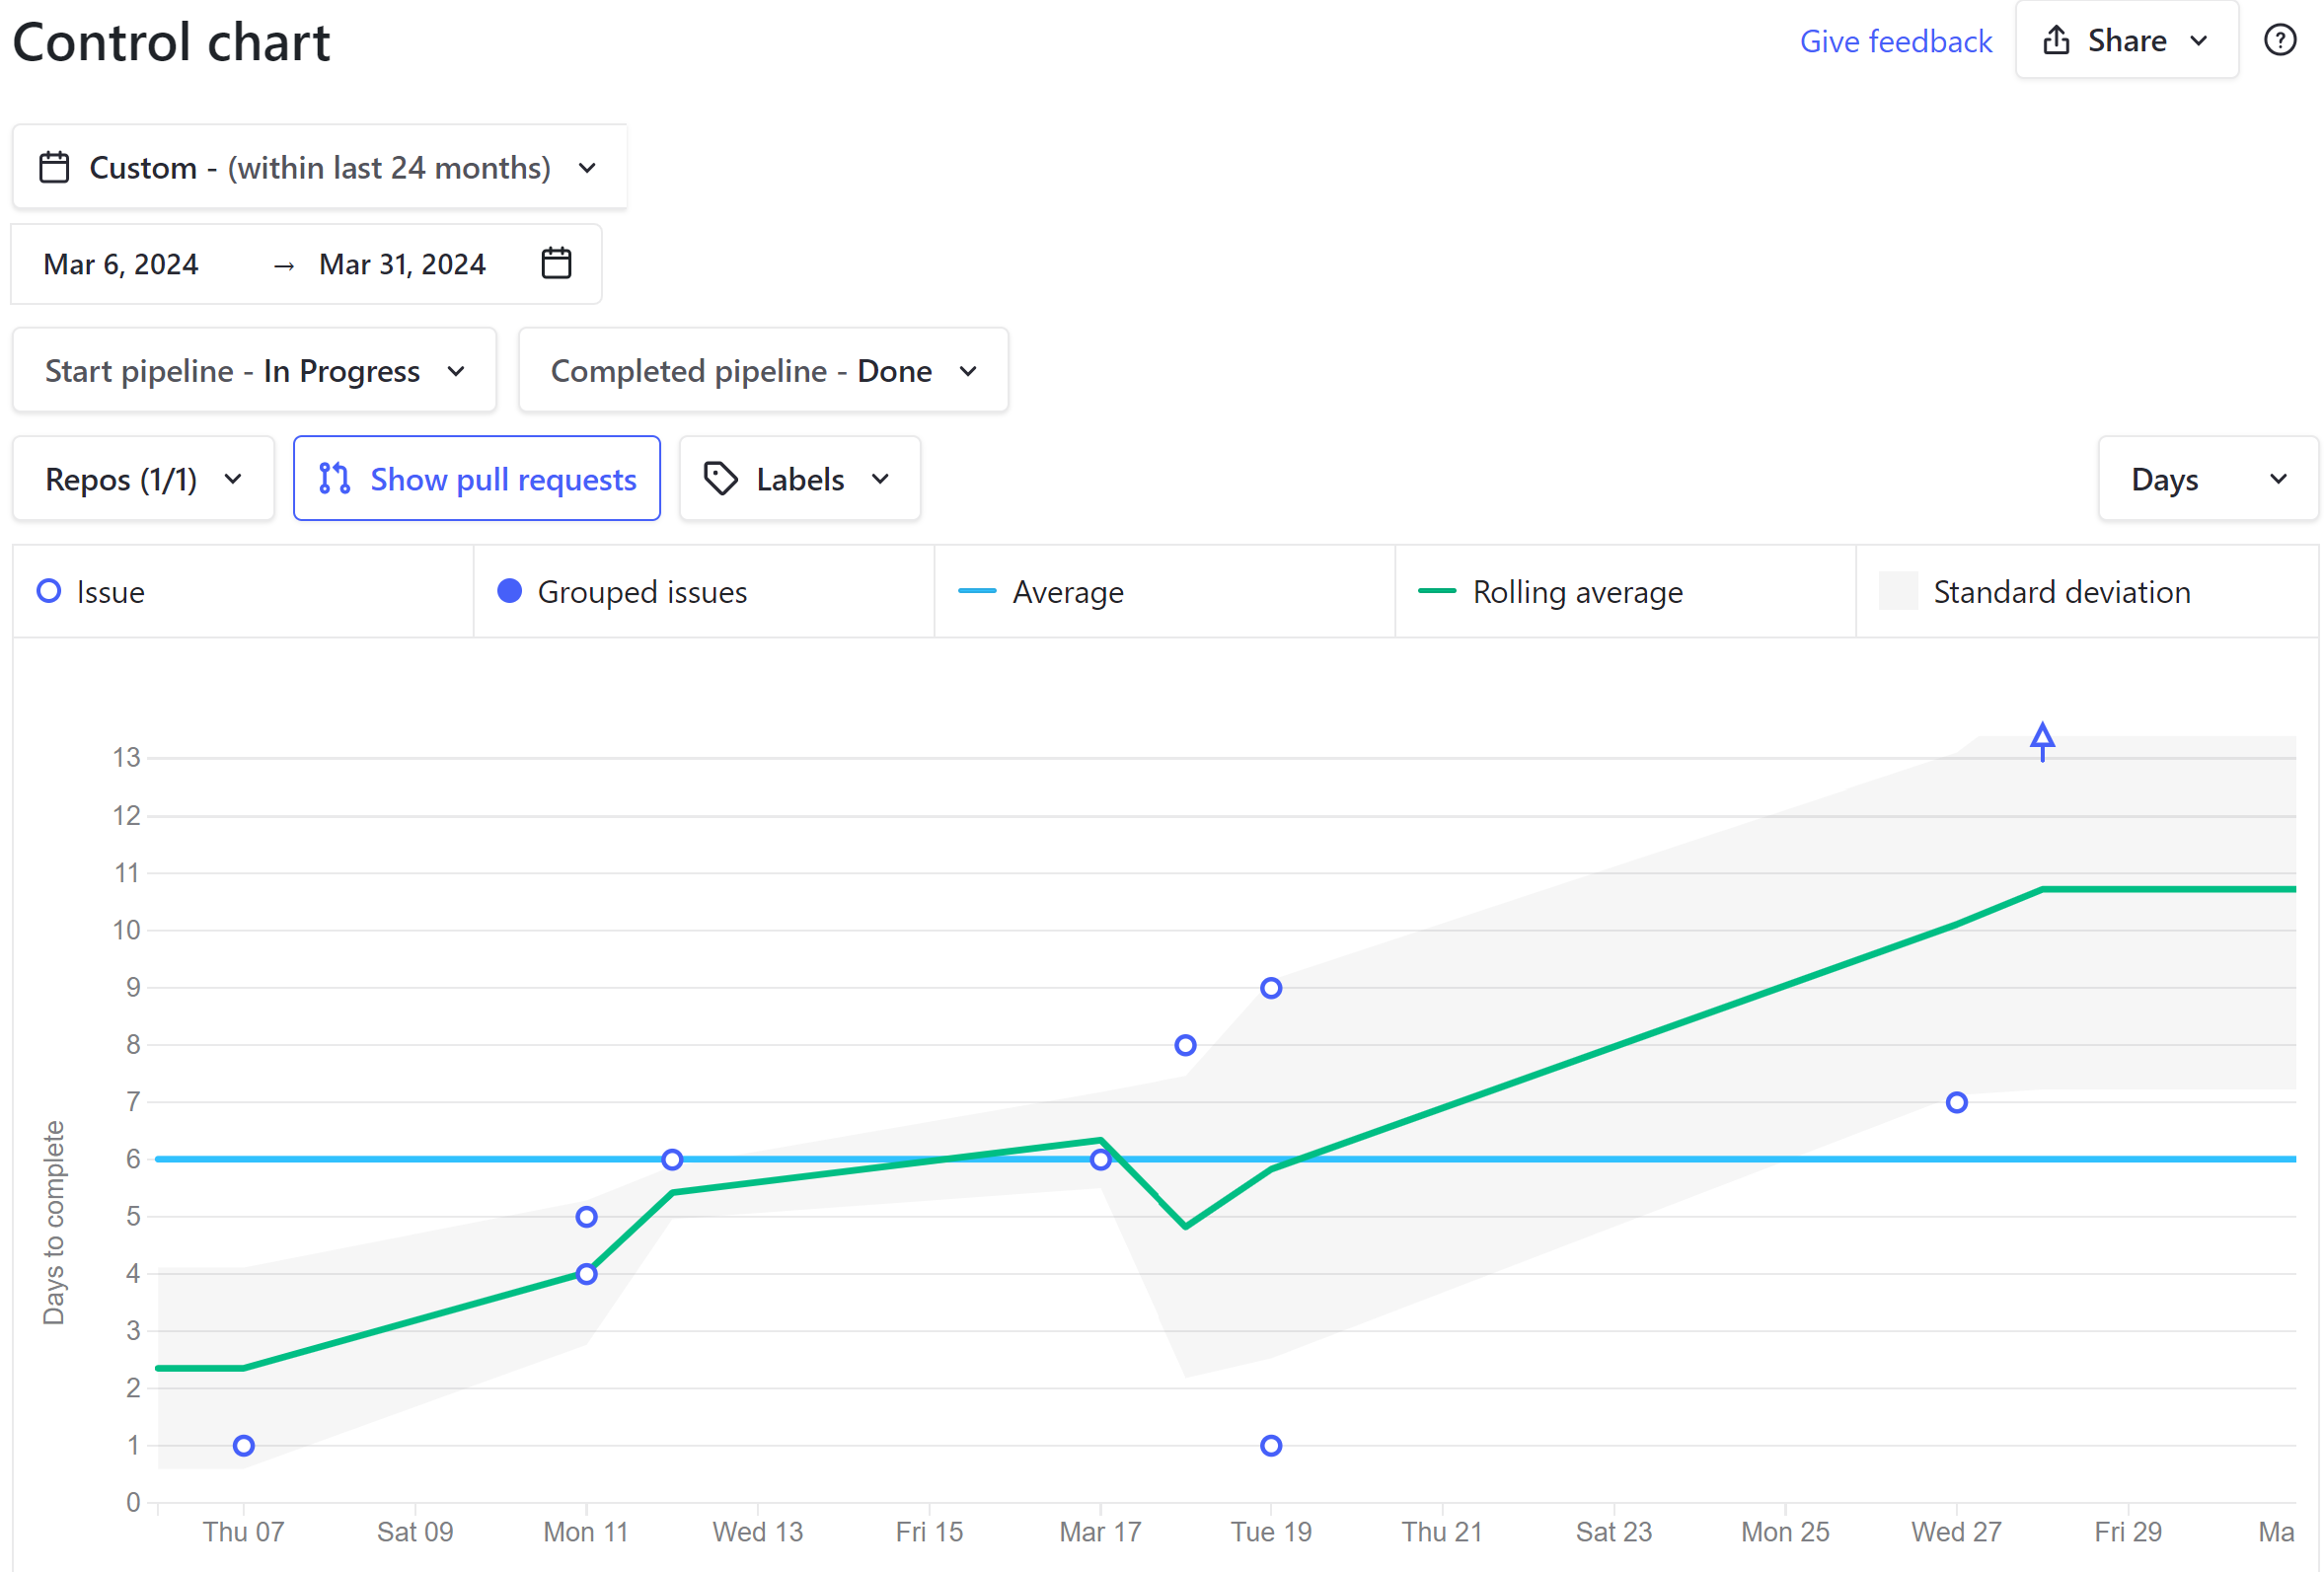 Control chart
Give feedback
Share
?
Custom - (within last 24 months)
Mar 6, 2024 → Mar 31, 2024
Start pipeline - In Progress
Completed pipeline - Done
Repos (1/1)
Show pull requests
Labels
Days
Issue
Grouped issues
Average
Rolling average
Standard deviation
13
12
11
10
9
8
7
6
5
4
3
2
1
0
Days to complete
Thu 07 Sat 09 Mon 11 Wed 13 Fri 15 Mar 17 Tue 19 Thu 21 Sat 23 Mon 25 Wed 27 Fri 29 Ma